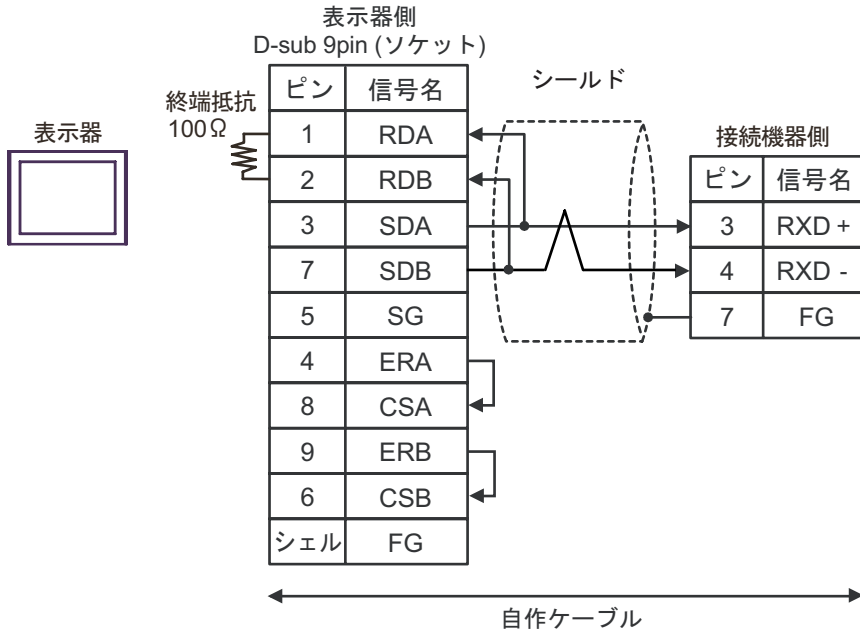 表示器側
D-sub 9pin (ソケット)
シールド
終端抵抗
100Ω
表示器
接続機器側
ピン 信号名
1 RDA
2 RDB
3 SDA
7 SDB
5 SG
4 ERA
8 CSA
9 ERB
6 CSB
シェル FG
ピン 信号名
3 RXD +
4 RXD -
7 FG
自作ケーブル